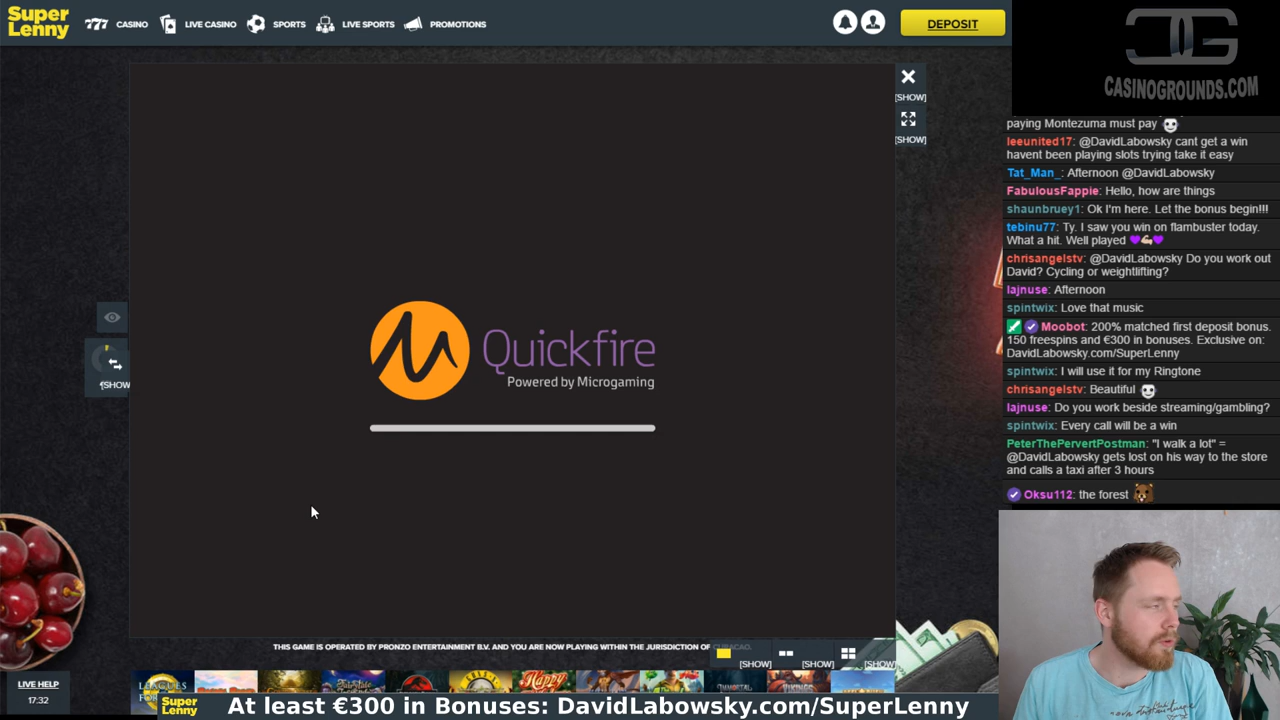 Super
Lenny
777 CASINO
LIVE CASINO
SPORTS
LIVE SPORTS
PROMOTIONS
DEPOSIT
CG
CASINOGROUNDS.COM
[SHOW]
[SHOW]
[SHOW
Quickfire
Powered by Microgaming
paying Montezuma must pay
leeunited17: @DavidLabowsky cant get a win
havent been playing slots trying take it easy
Tat_Man_: Afternoon @DavidLabowsky
FabulousFappie: Hello, how are things
shaunbruey1: Ok I'm here. Let the bonus begin!!!
tebinu77: Ty. I saw you win on flambuster today.
What a hit. Well played
chrisangelstv: @DavidLabowsky Do you work out
David? Cycling or weightlifting?
lajnuse: Afternoon
spintwix: Love that music
Moobot: 200% matched first deposit bonus.
150 freespins and €300 in bonuses. Exclusive on:
DavidLabowsky.com/SuperLenny
spintwix: I will use it for my Ringtone
chrisangelstv: Beautiful
lajnuse: Do you work beside streaming/gambling?
spintwix: Every call will be a win
PeterThePervertPostman: "I walk a lot" =
@DavidLabowsky gets lost on his way to the store
and calls a taxi after 3 hours
Oksu112: the forest
THIS GAME IS OPERATED BY PRONZO ENTERTAINMENT B.V. AND YOU ARE NOW PLAYING WITHIN THE JURISDICTION OF
[SHOW]
[SHOW]
[SHOW]
LIVE HELP
17:32
Super
Lenny
At least €300 in Bonuses: DavidLabowsky.com/SuperLenny